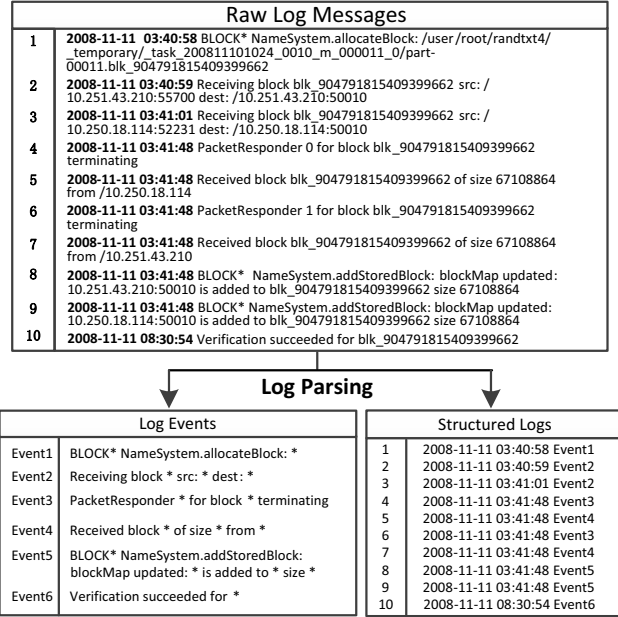 Raw Log Messages
1 2008-11-11 03:40:58 BLOCK* NameSystem.allocateBlock: /user/root/randtxt4/
_temporary/_task_200811101024_0010_m_000011_0/part-
00011.blk_904791815409399662
2 2008-11-11 03:40:59 Receiving block blk_904791815409399662 src: /
10.251.43.210:55700 dest: /10.251.43.210:50010
3 2008-11-11 03:41:01 Receiving block blk_904791815409399662 src: /
10.250.18.114:52231 dest: /10.250.18.114:50010
4 2008-11-11 03:41:48 PacketResponder 0 for block blk_904791815409399662
terminating
5 2008-11-11 03:41:48 Received block blk_904791815409399662 of size 67108864
from /10.250.18.114
6 2008-11-11 03:41:48 PacketResponder 1 for block blk_904791815409399662
terminating
7 2008-11-11 03:41:48 Received block blk_904791815409399662 of size 67108864
from /10.251.43.210
8 2008-11-11 03:41:48 BLOCK* NameSystem.addStoredBlock: blockMap updated:
10.251.43.210:50010 is added to blk_904791815409399662 size 67108864
9 2008-11-11 03:41:48 BLOCK* NameSystem.addStoredBlock: blockMap updated:
10.250.18.114:50010 is added to blk_904791815409399662 size 67108864
10 2008-11-11 08:30:54 Verification succeeded for blk_904791815409399662
Log Parsing
Log Events
Event1 BLOCK* NameSystem.allocateBlock: *
Event2 Receiving block * src: * dest: *
Event3 PacketResponder * for block * terminating
Event4 Received block * of size * from *
Event5 BLOCK* NameSystem.addStoredBlock:
blockMap updated: * is added to * size *
Event6 Verification succeeded for *
Structured Logs
1 2008-11-11 03:40:58 Event1
2 2008-11-11 03:40:59 Event2
3 2008-11-11 03:41:01 Event2
4 2008-11-11 03:41:48 Event3
5 2008-11-11 03:41:48 Event4
6 2008-11-11 03:41:48 Event3
7 2008-11-11 03:41:48 Event4
8 2008-11-11 03:41:48 Event5
9 2008-11-11 03:41:48 Event5
10 2008-11-11 08:30:54 Event6